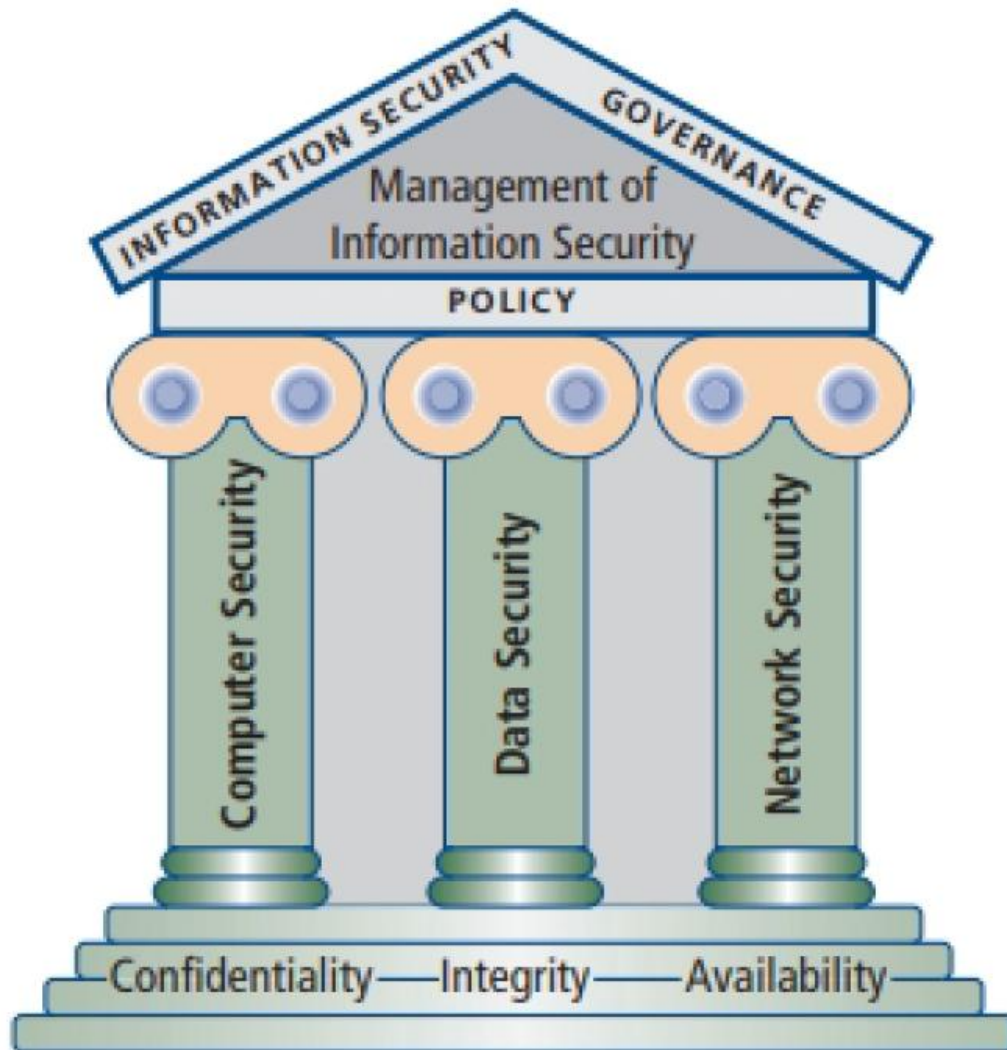 INFORMATION SECURITY
GOVERNANCE
Management of
Information Security
POLICY
Computer Security
Data Security
Network Security
Confidentiality Integrity Availability